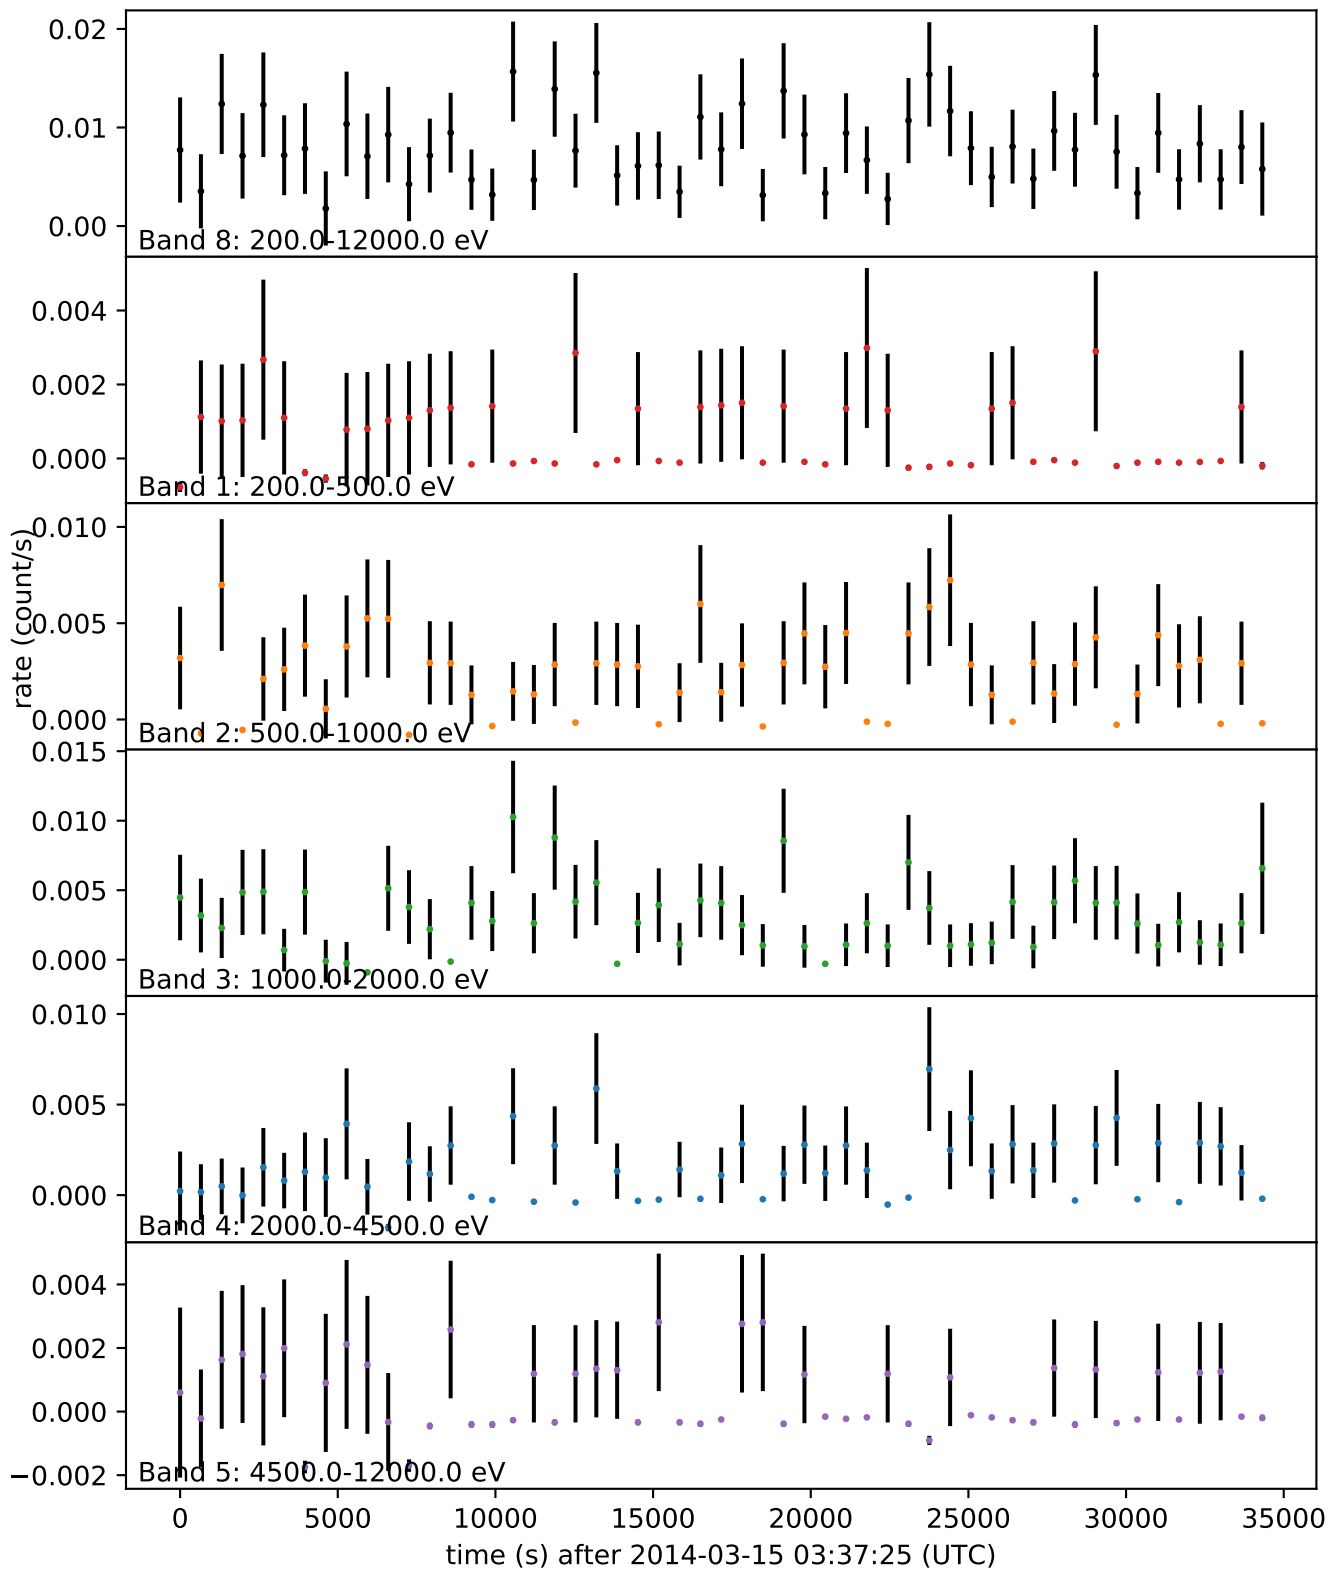 0.02
0.01
0.00
Band 8: 200.0-12000.0 eV
0.004
0.002
0.000
Band 1: 200.0-500.0 eV
rate (count/s)
0.010
0.005
0.000
Band 2: 500.0-1000.0 eV
0.015
0.010
0.005
0.000
Band 3: 1000.0-2000.0 eV
0.010
0.005
0.000
Band 4: 2000.0-4500.0 eV
0.004
0.002
0.000
−0.002
Band 5: 4500.0-12000.0 eV
0 5000 10000 15000 20000 25000 30000 35000
time (s) after 2014-03-15 03:37:25 (UTC)